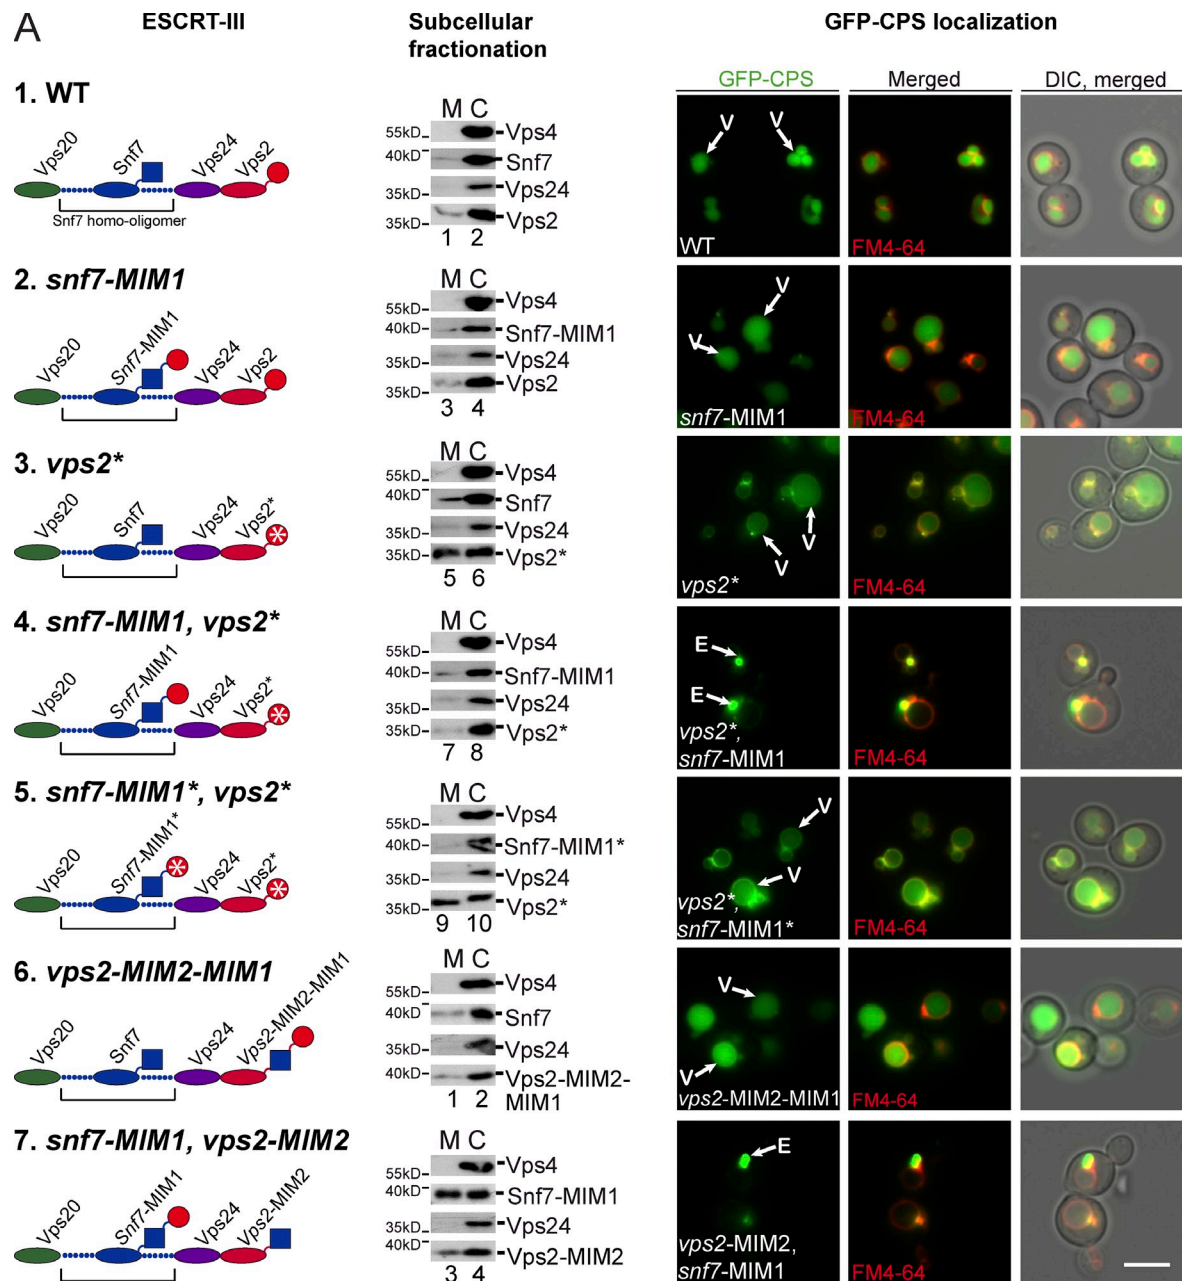 A
ESCRT-III
Subcellular
fractionation
GFP-CPS localization
GFP-CPS
Merged
DIC, merged
1. WT
Vps20
Snf7
Vps24
Vps2
Snf7 homo-oligomer
M C
55kD
Vps4
40kD
Snf7
Vps24
35kD
35kD
Vps2
1 2
V
V
WT
FM4-64
2. snf7-MIM1
Vps20
Snf7-MIM1
Vps24
Vps2
M C
55kD
Vps4
40kD
Snf7-MIM1
35kD
Vps24
35kD
Vps2
3 4
V
V
snf7-MIM1
FM4-64
3. vps2*
Vps20
Snf7
Vps24
Vps2*
M C
55kD
Vps4
40kD
Snf7
35kD
Vps24
35kD
Vps2*
5 6
V
V
vps2*
FM4-64
4. snf7-MIM1, vps2*
Vps20
Snf7-MIM1
Vps24
Vps2*
M C
55kD
Vps4
40kD
Snf7-MIM1
35kD
Vps24
35kD
Vps2*
7 8
E
E
vps2*,
snf7-MIM1
FM4-64
5. snf7-MIM1*, vps2*
Vps20
Snf7-MIM1*
Vps24
Vps2*
M C
55kD
Vps4
40kD
Snf7-MIM1*
35kD
Vps24
35kD
Vps2*
9 10
V
V
vps2*,
snf7-MIM1*
FM4-64
6. vps2-MIM2-MIM1
Vps20
Snf7
Vps24
Vps2-MIM2-MIM1
M C
55kD
Vps4
40kD
Snf7
35kD
Vps24
40kD
Vps2-MIM2-
MIM1
1 2
V
V
vps2-MIM2-MIM1
FM4-64
7. snf7-MIM1, vps2-MIM2
Vps20
Snf7-MIM1
Vps24
Vps2-MIM2
M C
55kD
Vps4
40kD
Snf7-MIM1
35kD
Vps24
40kD
Vps2-MIM2
3 4
E
vps2-MIM2,
snf7-MIM1
FM4-64